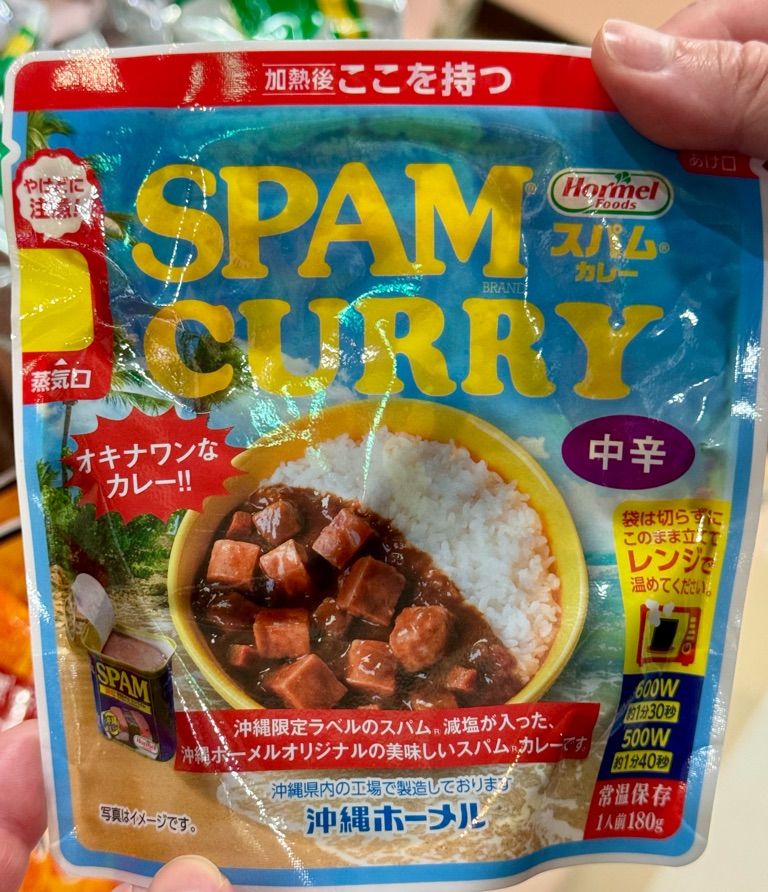 加熱後ここを持つ
あけ口
やけどに
注意!
SPAM®
BRAND
Hormel
Foods
スパム®
カレー
CURRY
蒸気口
オキナワンな
カレー!!
中辛
袋は切らずに
このまま立てて
レンジで
温めてください。
600W
約1分30秒
500W
約1分40秒
常温保存
1人前180g
SPAM
沖縄限定ラベルのスパム®減塩が入った、
沖縄ホーメルオリジナルの美味しいスパム®カレーです。
沖縄県内の工場で製造しております
沖縄ホーメル
写真はイメージです。